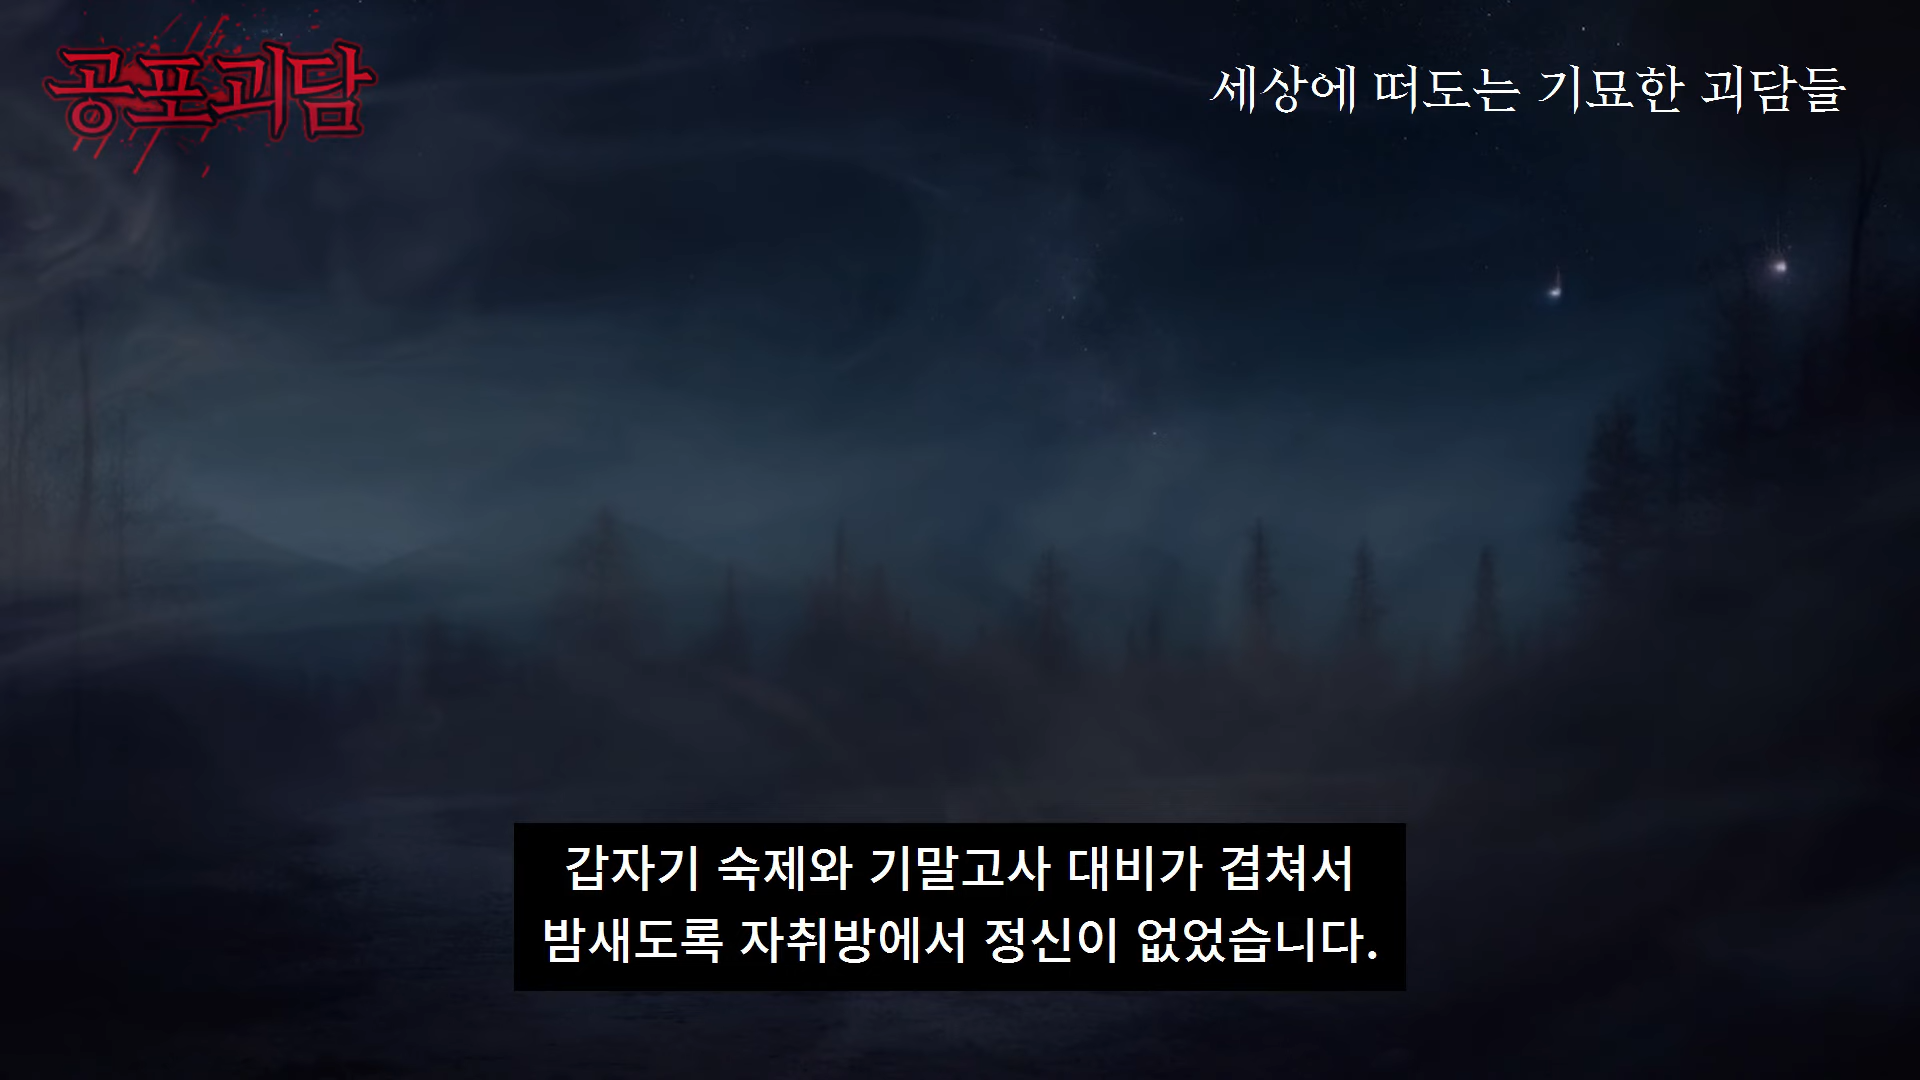 공포괴담
세상에 떠도는 기묘한 괴담들
갑자기 숙제와 기말고사 대비가 겹쳐서
밤새도록 자취방에서 정신이 없었습니다.